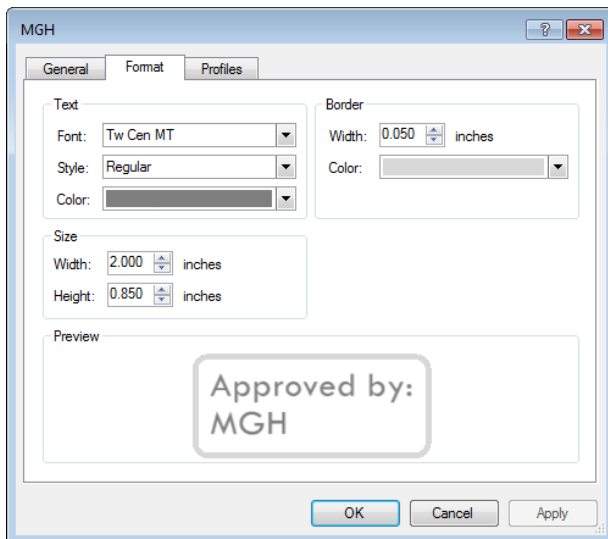 MGH
General Format Profiles
Text
Font: Tw Cen MT
Style: Regular
Color:
Border
Width: 0.050 inches
Color:
Size
Width: 2.000 inches
Height: 0.850 inches
Preview
Approved by:
MGH
OK Cancel Apply